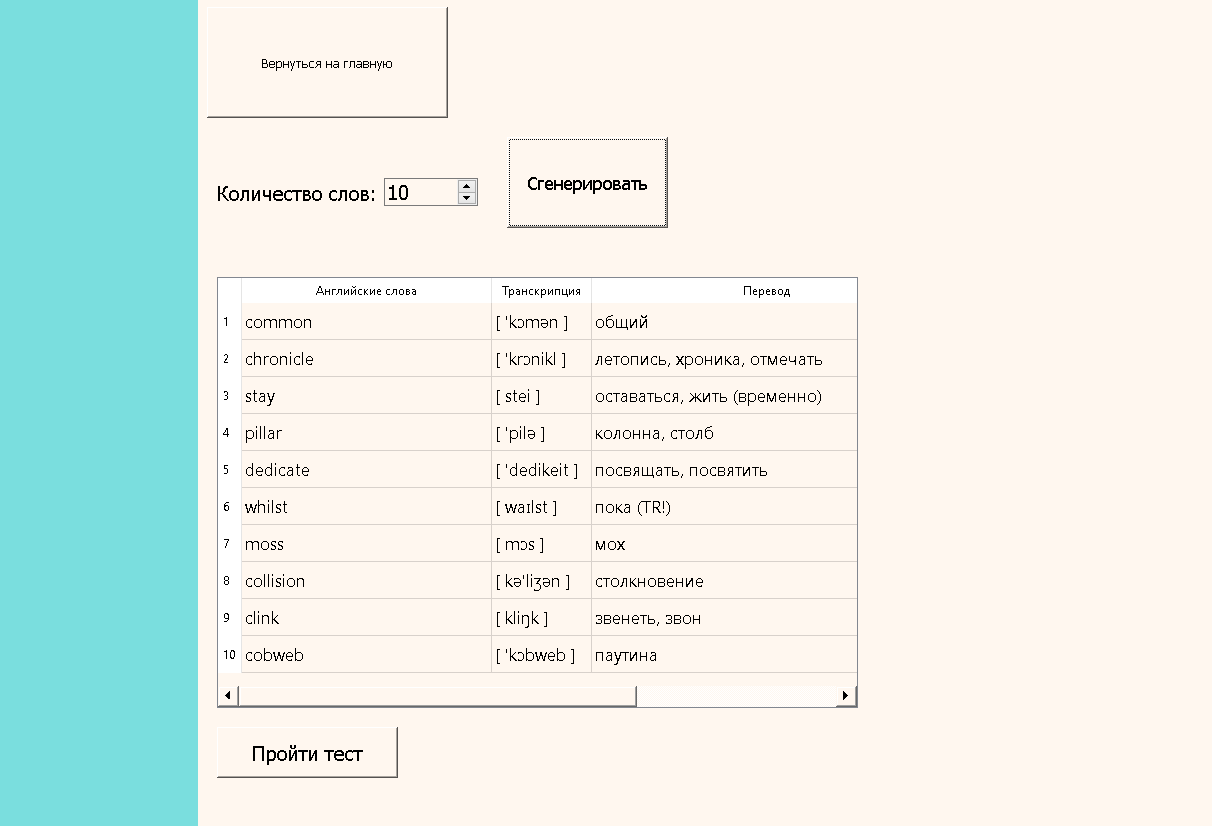 Вернуться на главную
Количество слов: 10
Сгенерировать
Английские слова Транскрипция Перевод
1 common [ 'kɔmən ] общий
2 chronicle [ 'krɔnikl ] летопись, хроника, отмечать
3 stay [ stei ] оставаться, жить (временно)
4 pillar [ 'pilə ] колонна, столб
5 dedicate [ 'dedikeit ] посвящать, посвятить
6 whilst [ waɪlst ] пока (TR!)
7 moss [ mɔs ] мох
8 collision [ kə'liʒən ] столкновение
9 clink [ kliŋk ] звенеть, звон
10 cobweb [ 'kɔbweb ] паутина
Пройти тест